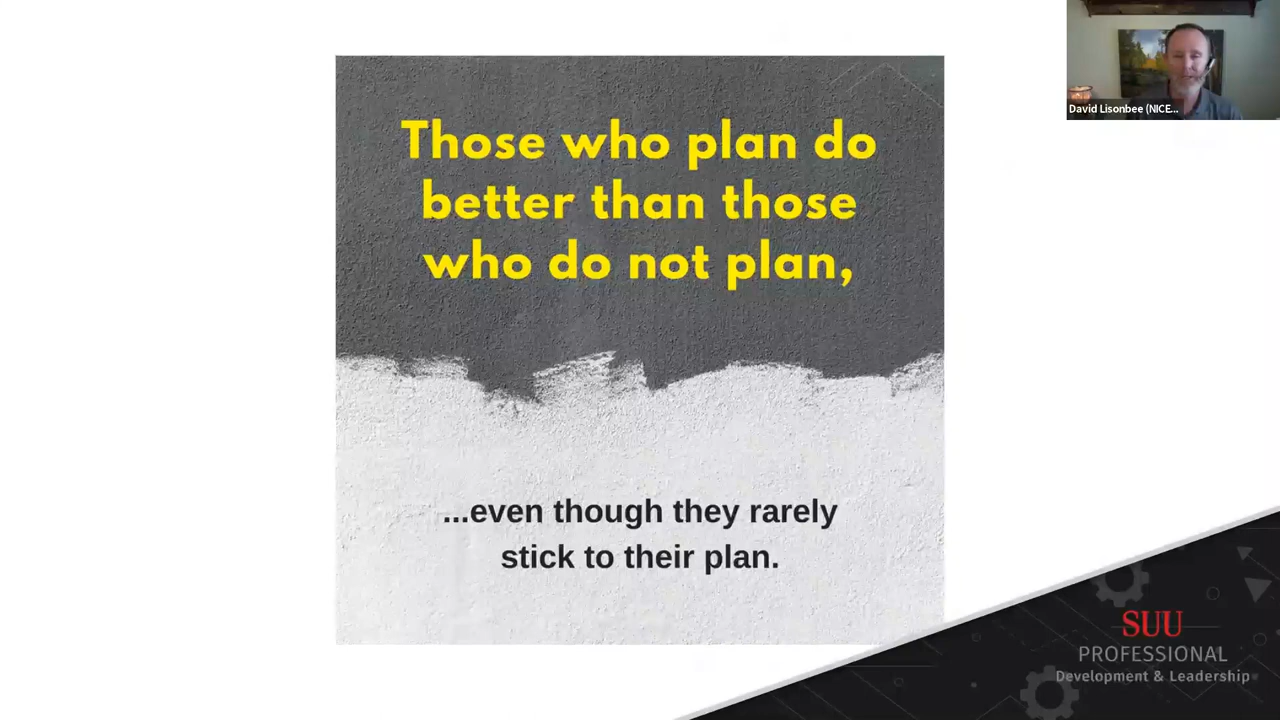 Those who plan do
better than those
who do not plan,
...even though they rarely
stick to their plan.
David Lisonbee (NICE...
SUU
PROFESSIONAL
Development & Leadership